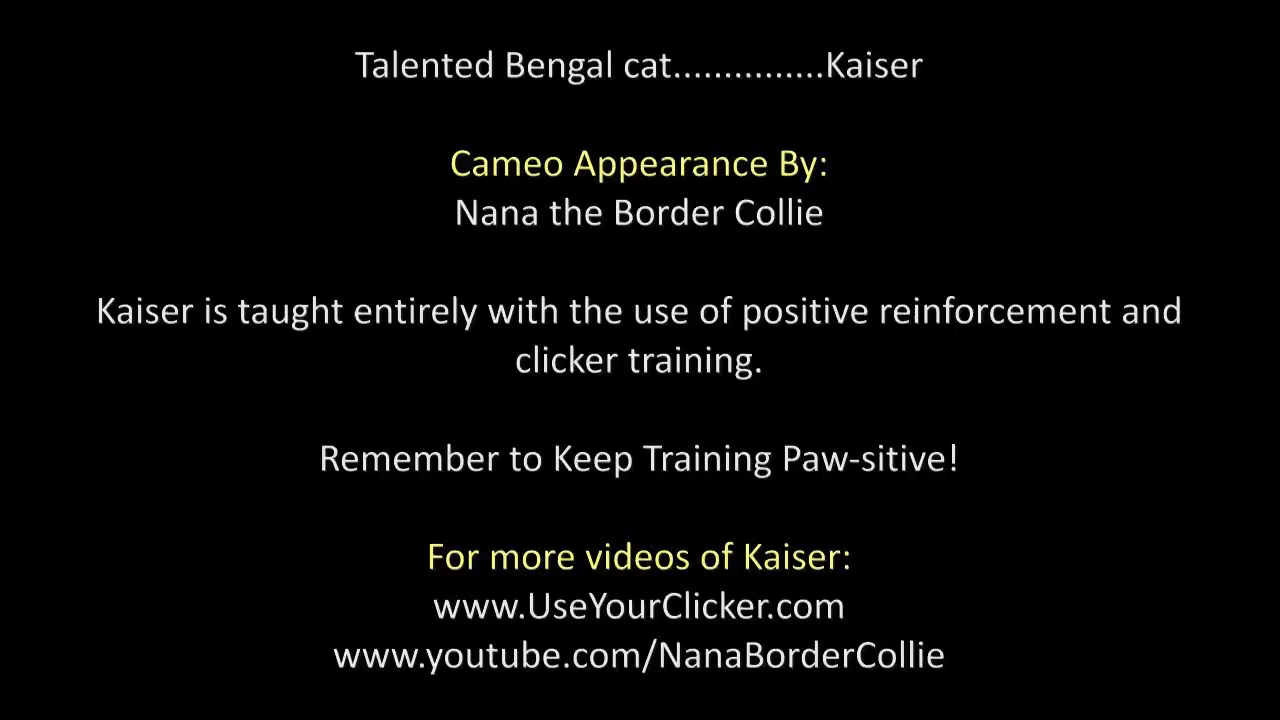 Talented Bengal cat...............Kaiser
Cameo Appearance By:
Nana the Border Collie
Kaiser is taught entirely with the use of positive reinforcement and
clicker training.
Remember to Keep Training Paw-sitive!
For more videos of Kaiser:
www.UseYourClicker.com
www.youtube.com/NanaBorderCollie